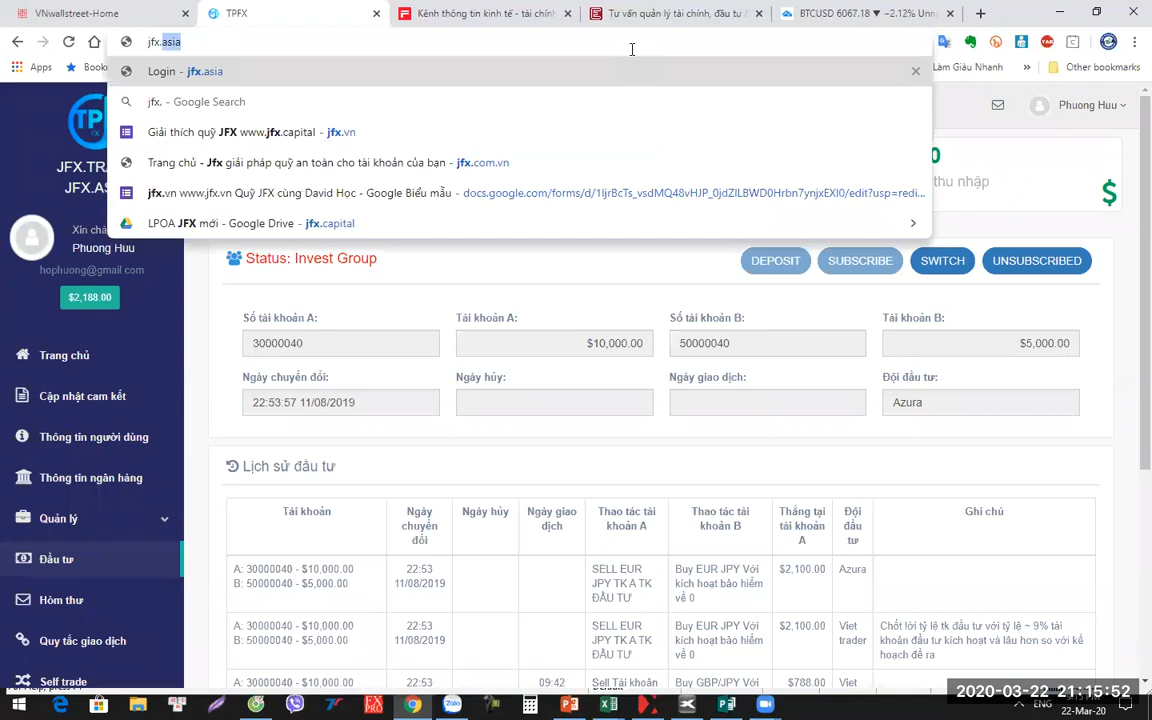 VNwallstreet-Home
TPFX
Kênh thông tin kinh tế - tài chính
Tư vấn quản lý tài chính, đầu tư
BTCUSD 6067.18 ▼ −2.12% Unn
jfx.asia
Login - jfx.asia
jfx. - Google Search
Giải thích quỹ JFX www.jfx.capital - jfx.vn
Trang chủ - Jfx giải pháp quỹ an toàn cho tài khoản của bạn - jfx.com.vn
jfx.vn www.jfx.vn Quỹ JFX cùng David Học - Google Biểu mẫu - docs.google.com/forms/d/1IjrBcTs_vsdMQ48vHJP_0jdZILBWD0Hrbn7ynjxEXI0/edit?usp=redi...
LPOA JFX mới - Google Drive - jfx.capital
Apps
Làm Giàu Nhanh
»
Other bookmarks
TP
FX
Phuong Huu
thu nhập
$
Phuong Huu
hophuong@gmail.com
$2,188.00
Trang chủ
Cập nhật cam kết
Thông tin người dùng
Thông tin ngân hàng
Quản lý
Đầu tư
Hòm thư
Quy tắc giao dịch
Self trade
Status: Invest Group
DEPOSIT
SUBSCRIBE
SWITCH
UNSUBSCRIBED
Số tài khoản A:
Tài khoản A:
Số tài khoản B:
Tài khoản B:
30000040
$10,000.00
50000040
$5,000.00
Ngày chuyển đổi:
Ngày hủy:
Ngày giao dịch:
Đội đầu tư:
22:53:57 11/08/2019
Azura
Lịch sử đầu tư
Tài khoản
Ngày
chuyển
đổi
Ngày hủy
Ngày giao
dịch
Thao tác tài
khoản A
Thao tác tài
khoản B
Thắng tại
tài khoản
A
Đội
đầu
tư
Ghi chú
A: 30000040 - $10,000.00
B: 50000040 - $5,000.00
22:53
11/08/2019
SELL EUR
JPY TK A TK
ĐẦU TƯ
Buy EUR JPY Với
kích hoạt bảo hiểm
về 0
$2,100.00
Azura
A: 30000040 - $10,000.00
B: 50000040 - $5,000.00
22:53
11/08/2019
SELL EUR
JPY TK A TK
ĐẦU TƯ
Buy EUR JPY Với
kích hoạt bảo hiểm
về 0
$2,100.00
Viet
trader
Chốt lời tỷ lệ tk đầu tư với tỷ lệ ~ 9% tài
khoản đầu tư kích hoạt và lâu hơn so với kế
hoạch đề ra
A: 30000040 - $10,000.00
22:53
09:42
Sell Tài khoản
Buy GBP/JPY Với
$788.00
Viet
2020-03-22 21:15:52
ENG
22-Mar-20